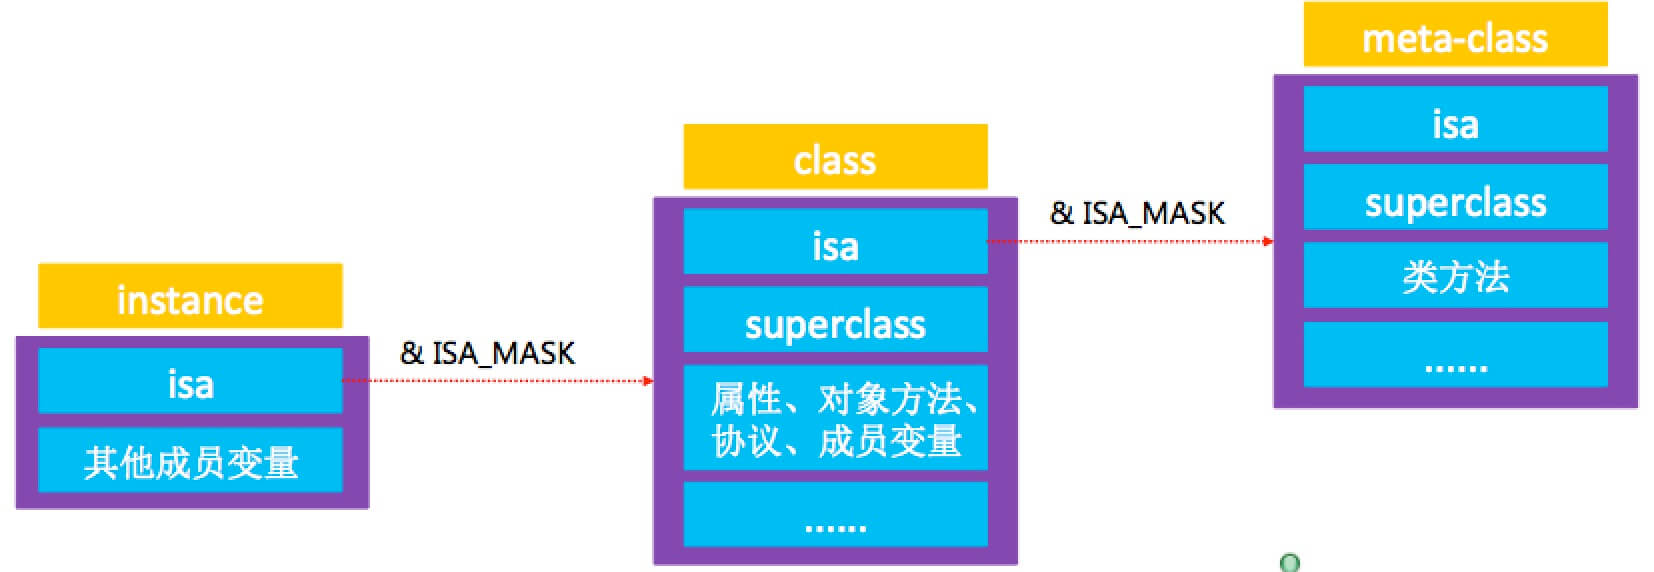 instance
isa
其他成员变量
& ISA_MASK
class
isa
superclass
属性、对象方法、
协议、成员变量
......
& ISA_MASK
meta-class
isa
superclass
类方法
......